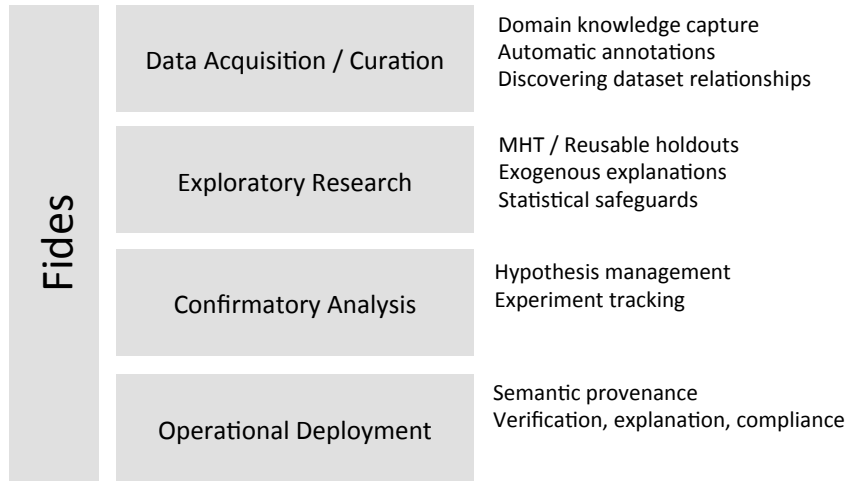 Fides
Data Acquisition / Curation
Domain knowledge capture
Automatic annotations
Discovering dataset relationships
Exploratory Research
MHT / Reusable holdouts
Exogenous explanations
Statistical safeguards
Confirmatory Analysis
Hypothesis management
Experiment tracking
Operational Deployment
Semantic provenance
Verification, explanation, compliance